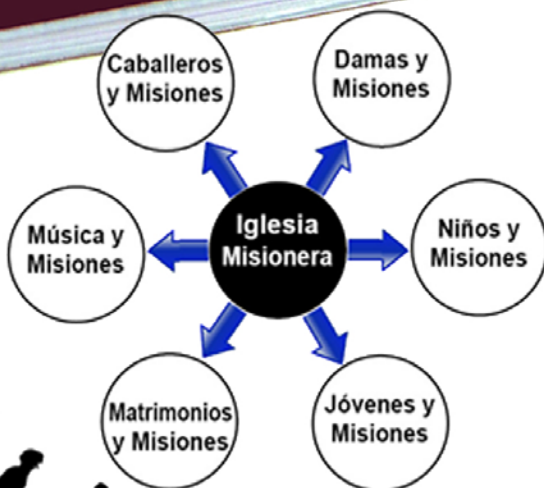 Caballeros
y Misiones
Damas y
Misiones
Música y
Misiones
Iglesia
Misionera
Niños y
Misiones
Matrimonios
y Misiones
Jóvenes y
Misiones